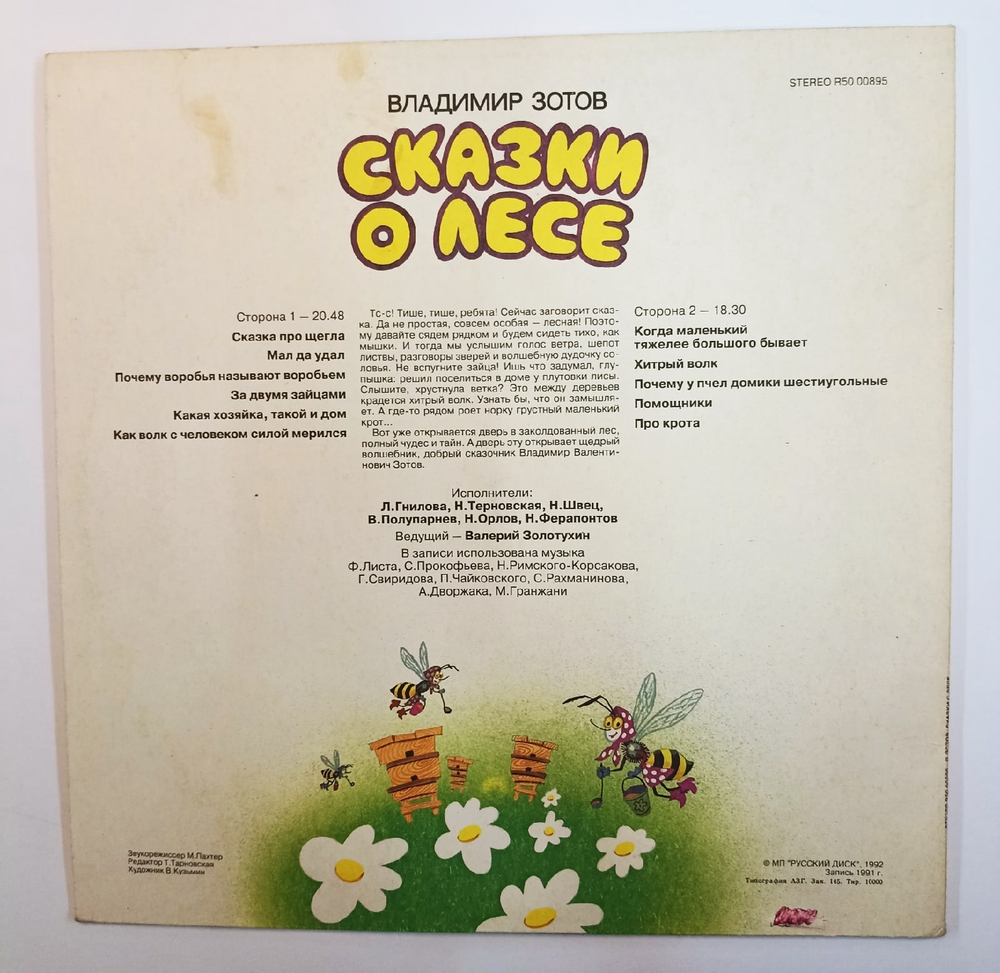 STEREO R50 00895
ВЛАДИМИР ЗОТОВ
СКАЗКИ
О ЛЕСЕ
Сторона 1 — 20.48
Сказка про щегла
Мал да удал
Почему воробья называют воробьем
За двумя зайцами
Какая хозяйка, такой и дом
Как волк с человеком силой мерился
Тс-с! Тише, тише, ребята! Сейчас заговорит сказ-
ка. Да не простая, совсем особая — лесная! Поэто-
му давайте сядем рядком и будем сидеть тихо, как
мышки. И тогда мы услышим голос ветра, шепот
листвы, разговоры зверей и волшебную дудочку со-
ловья. Не вспугните зайца! Ишь что задумал, глу-
пышка: решил поселиться в доме у плутовки лисы.
Слышите, хрустнула ветка? Это между деревьев
крадется хитрый волк. Узнать бы, что он замышля-
ет. А где-то рядом роет норку грустный маленький
крот...
Вот уже открывается дверь в заколдованный лес,
полный чудес и тайн. А дверь эту открывает щедрый
волшебник, добрый сказочник Владимир Валенти-
нович Зотов.
Сторона 2 — 18.30
Когда маленький
тяжелее большого бывает
Хитрый волк
Почему у пчел домики шестиугольные
Помощники
Про крота
Исполнители:
Л.Гнилова, Н.Терновская, Н.Швец,
В.Полупарнев, Н.Орлов, Н.Ферапонтов
Ведущий — Валерий Золотухин
В записи использована музыка
Ф.Листа, С.Прокофьева, Н.Римского-Корсакова,
Г.Свиридова, П.Чайковского, С.Рахманинова,
А.Дворжака, М.Гранжани
Звукорежиссер М.Пахтер
Редактор Т.Тарновская
Художник В.Кузьмин
© МП "РУССКИЙ ДИСК", 1992
Запись 1991 г.
Типография АЗГ. Зак. 145. Тир. 10000